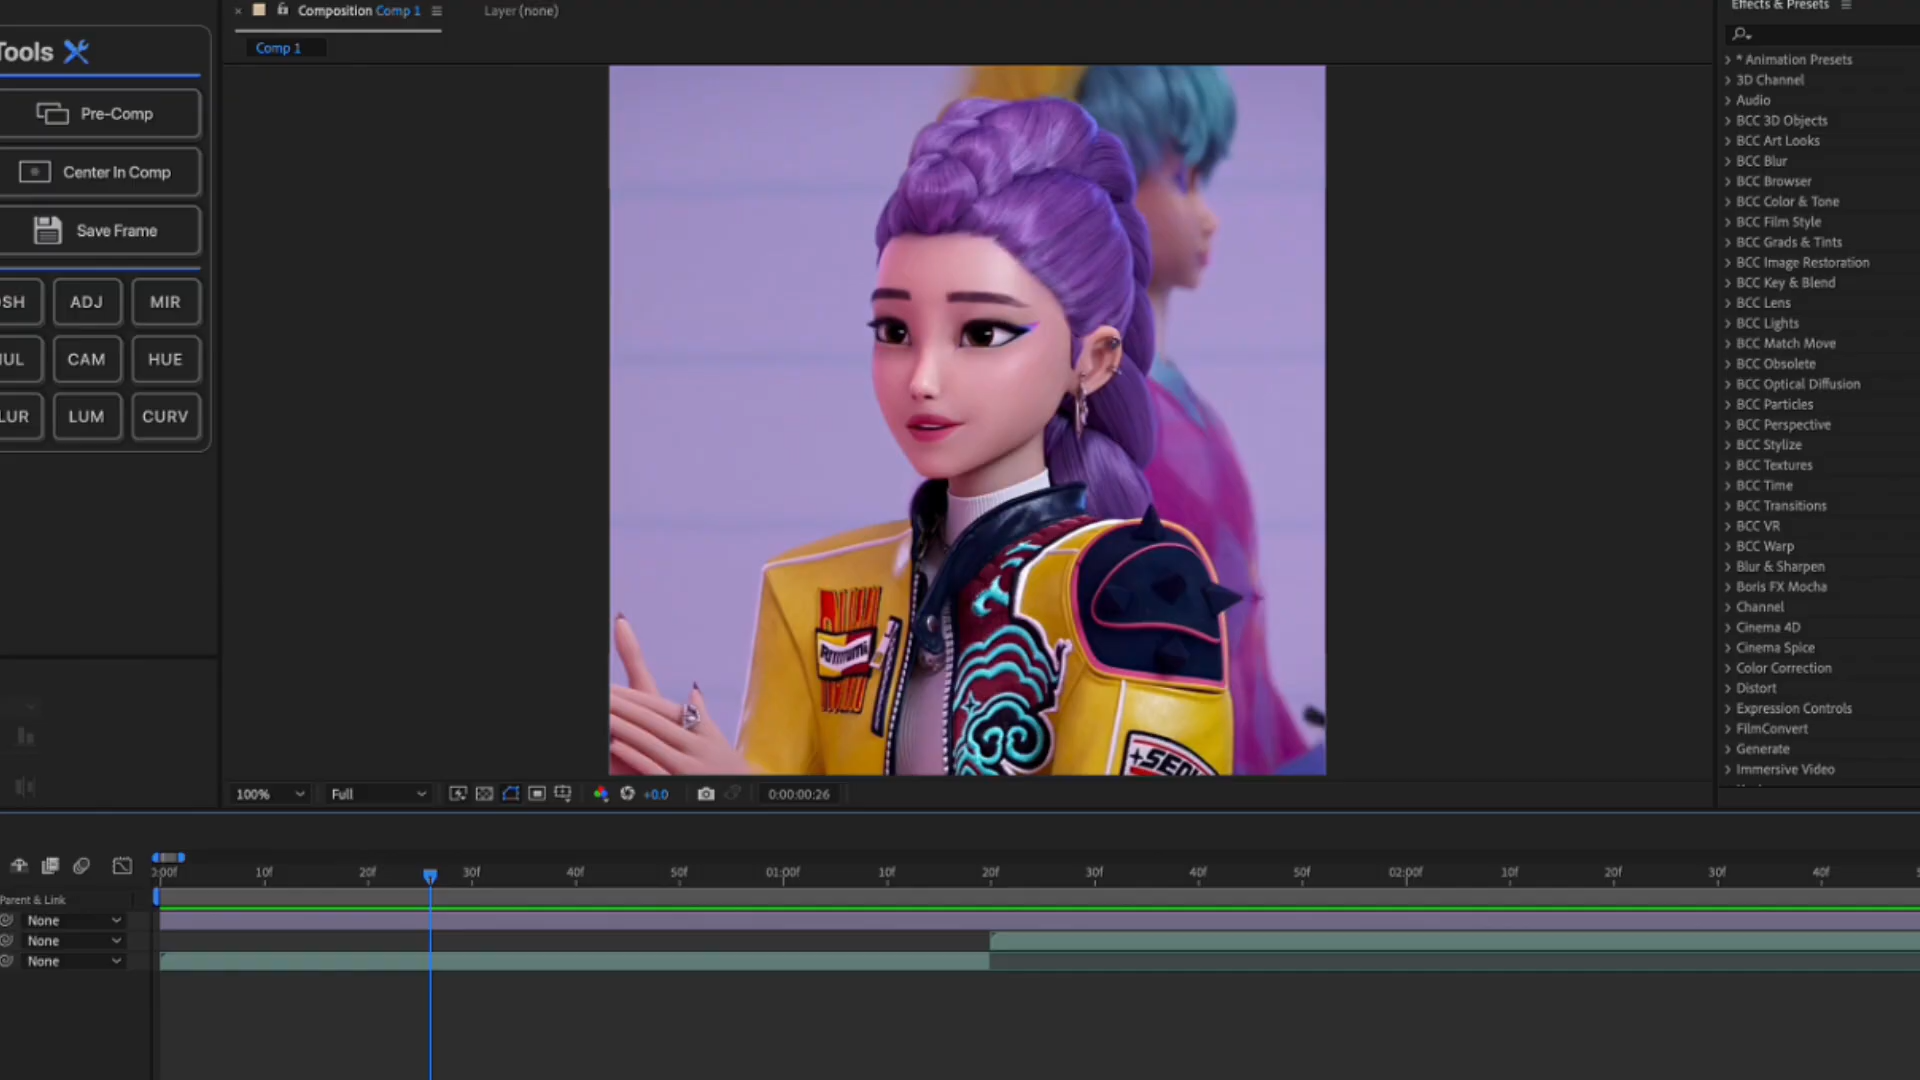 Composition Comp 1
Layer (none)
Effects & Presets
Tools
Comp 1
Pre-Comp
Center In Comp
Save Frame
ADJ
MIR
CAM
HUE
LUM
CURV
* Animation Presets
3D Channel
Audio
BCC 3D Objects
BCC Art Looks
BCC Blur
BCC Browser
BCC Color & Tone
BCC Film Style
BCC Grads & Tints
BCC Image Restoration
BCC Key & Blend
BCC Lens
BCC Lights
BCC Match Move
BCC Obsolete
BCC Optical Diffusion
BCC Particles
BCC Perspective
BCC Stylize
BCC Textures
BCC Time
BCC Transitions
BCC VR
BCC Warp
Blur & Sharpen
Boris FX Mocha
Channel
Cinema 4D
Cinema Spice
Color Correction
Distort
Expression Controls
FilmConvert
Generate
Immersive Video
100%
Full
+0.0
0:00:00:26
:00f 10f 20f 30f 40f 50f 01:00f 10f 20f 30f 40f 50f 02:00f 10f 20f 30f 40f
Parent & Link
None
None
None